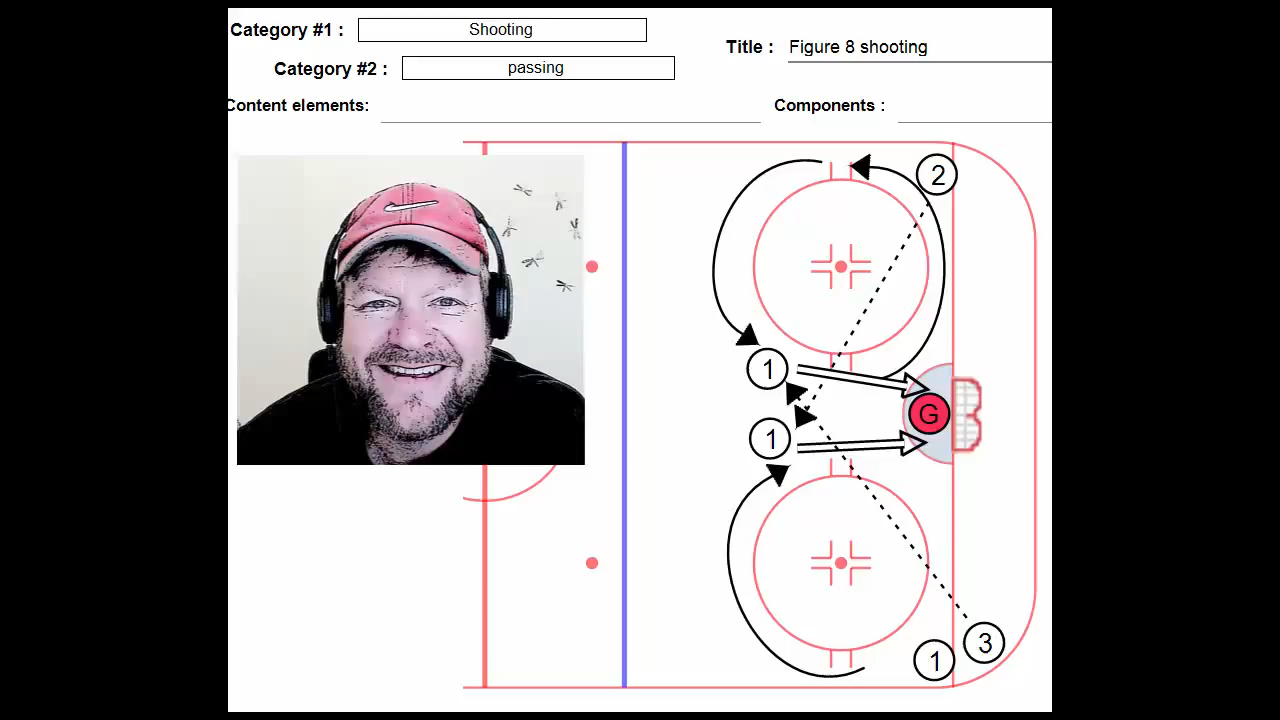 Category #1 :
Shooting
Title : Figure 8 shooting
Category #2 :
passing
Content elements:
Components :
2
1
G
1
3
1